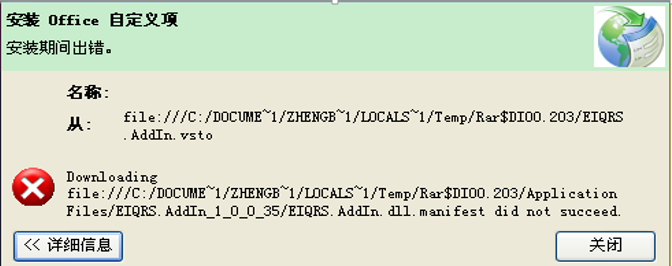 安装 Office 自定义项
安装期间出错。
名称:
从: file:///C:/DOCUME~1/ZHENGB~1/LOCALS~1/Temp/Rar$DI00.203/EIQRS
.AddIn.vsto
Downloading
file:///C:/DOCUME~1/ZHENGB~1/LOCALS~1/Temp/Rar$DI00.203/Application
Files/EIQRS.AddIn_1_0_0_35/EIQRS.AddIn.dll.manifest did not succeed.
<< 详细信息 关闭